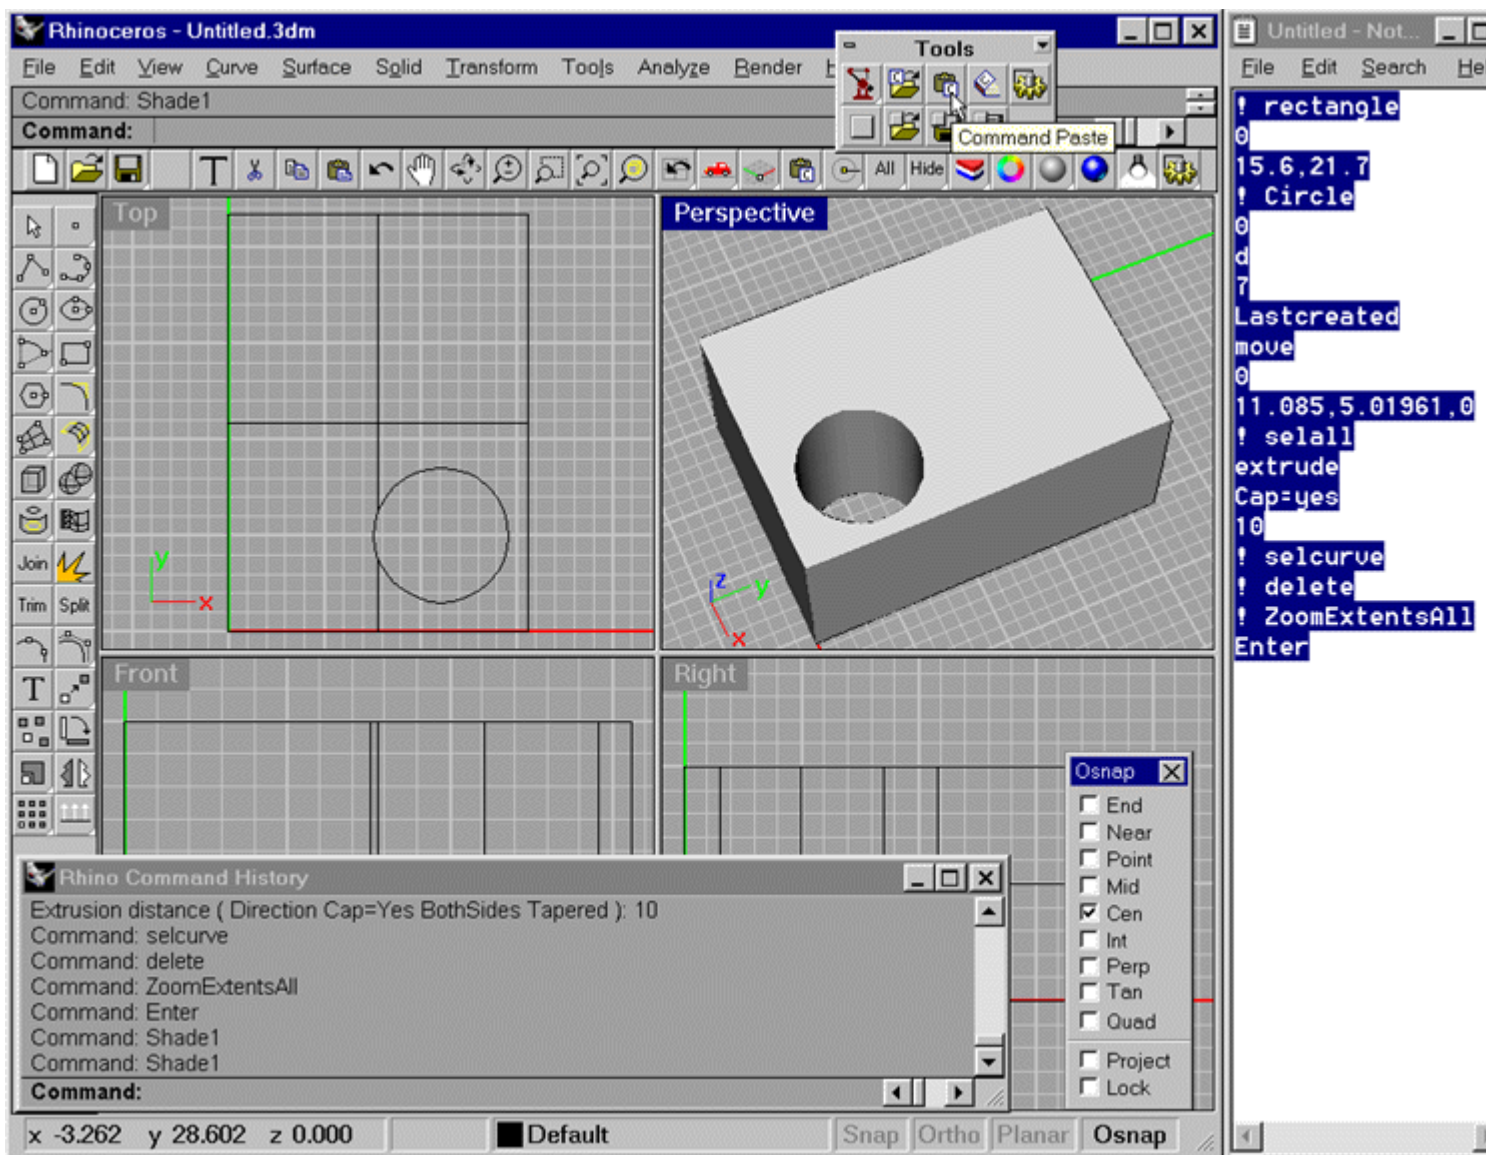 Rhinoceros - Untitled.3dm
File Edit View Curve Surface Solid Transform Tools Analyze Render
Command: Shade1
Command:
Tools
Command Paste
All Hide
Top
Perspective
y
x
z
y
x
Join
Trim Split
T
Front
Right
Osnap
End
Near
Point
Mid
Cen
Int
Perp
Tan
Quad
Project
Lock
Rhino Command History
Extrusion distance ( Direction Cap=Yes BothSides Tapered ): 10
Command: selcurve
Command: delete
Command: ZoomExtentsAll
Command: Enter
Command: Shade1
Command: Shade1
Command:
x -3.262 y 28.602 z 0.000 Default Snap Ortho Planar Osnap
Untitled - Not...
File Edit Search Hel
! rectangle
0
15.6,21.7
! Circle
0
d
7
Lastcreated
move
0
11.085,5.01961,0
! selall
extrude
Cap=yes
10
! selcurve
! delete
! ZoomExtentsAll
Enter